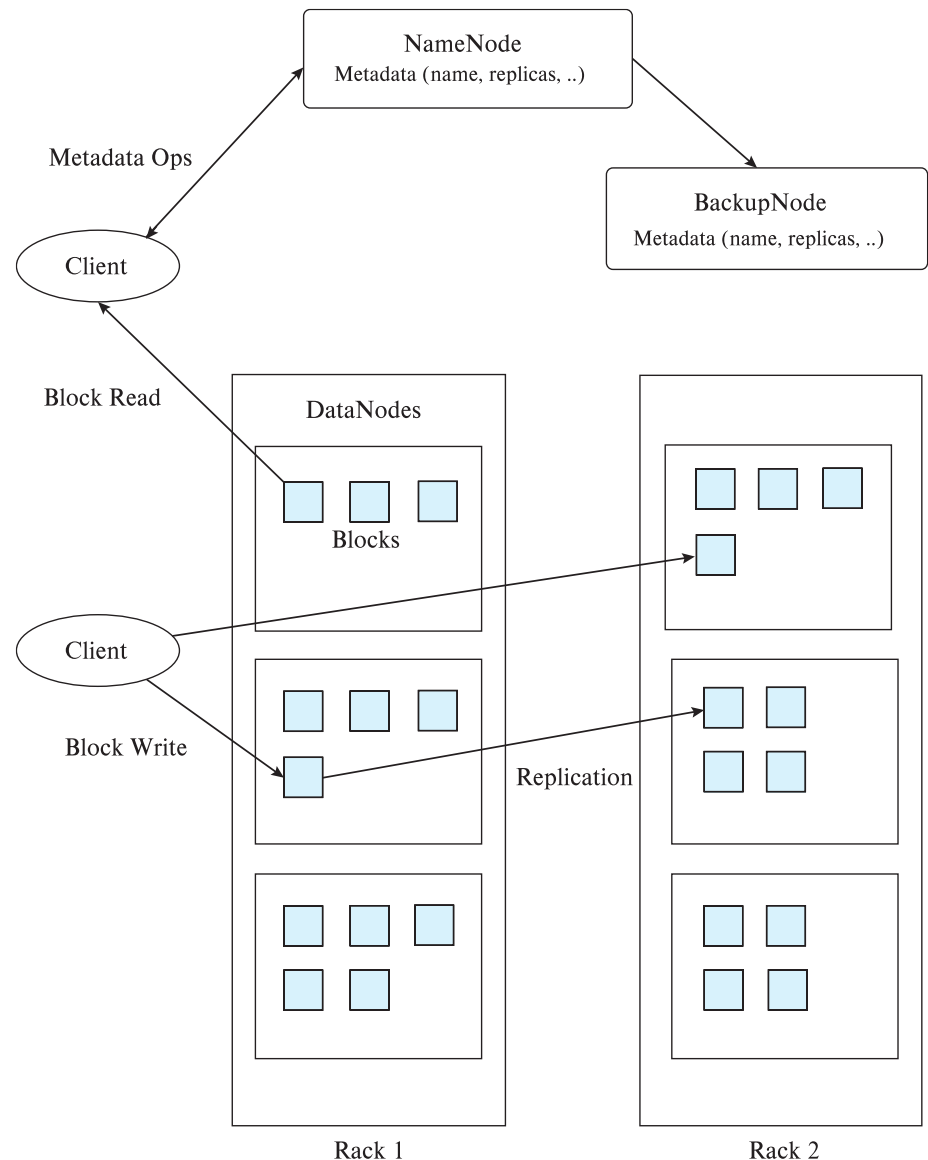 NameNode
Metadata (name, replicas, ..)
Metadata Ops
BackupNode
Metadata (name, replicas, ..)
Client
Block Read
DataNodes
Blocks
Client
Block Write
Replication
Rack 1
Rack 2